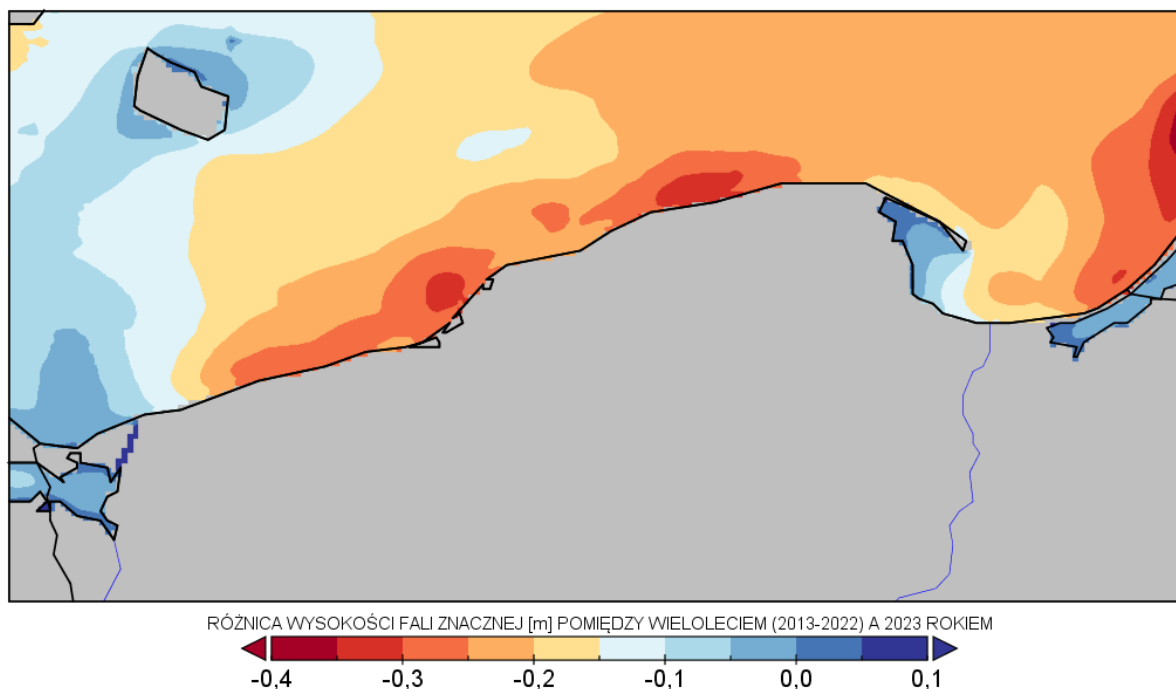 RÓŻNICA WYSOKOŚCI FALI ZNACZNEJ [m] POMIĘDZY WIELOLECIEM (2013-2022) A 2023 ROKIEM
-0,4 -0,3 -0,2 -0,1 0,0 0,1